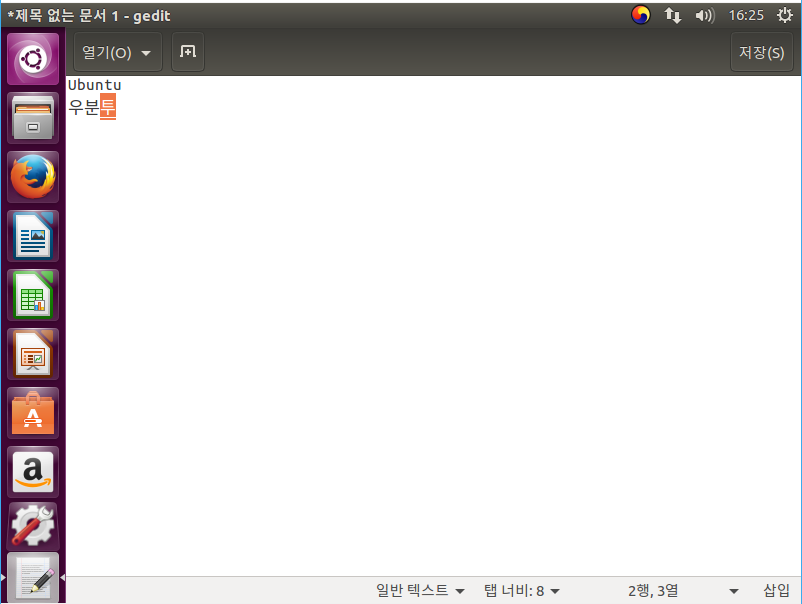 *제목 없는 문서 1 - gedit
16:25
열기(O)
저장(S)
Ubuntu
우분투
일반 텍스트
탭 너비: 8
2행, 3열
삽입